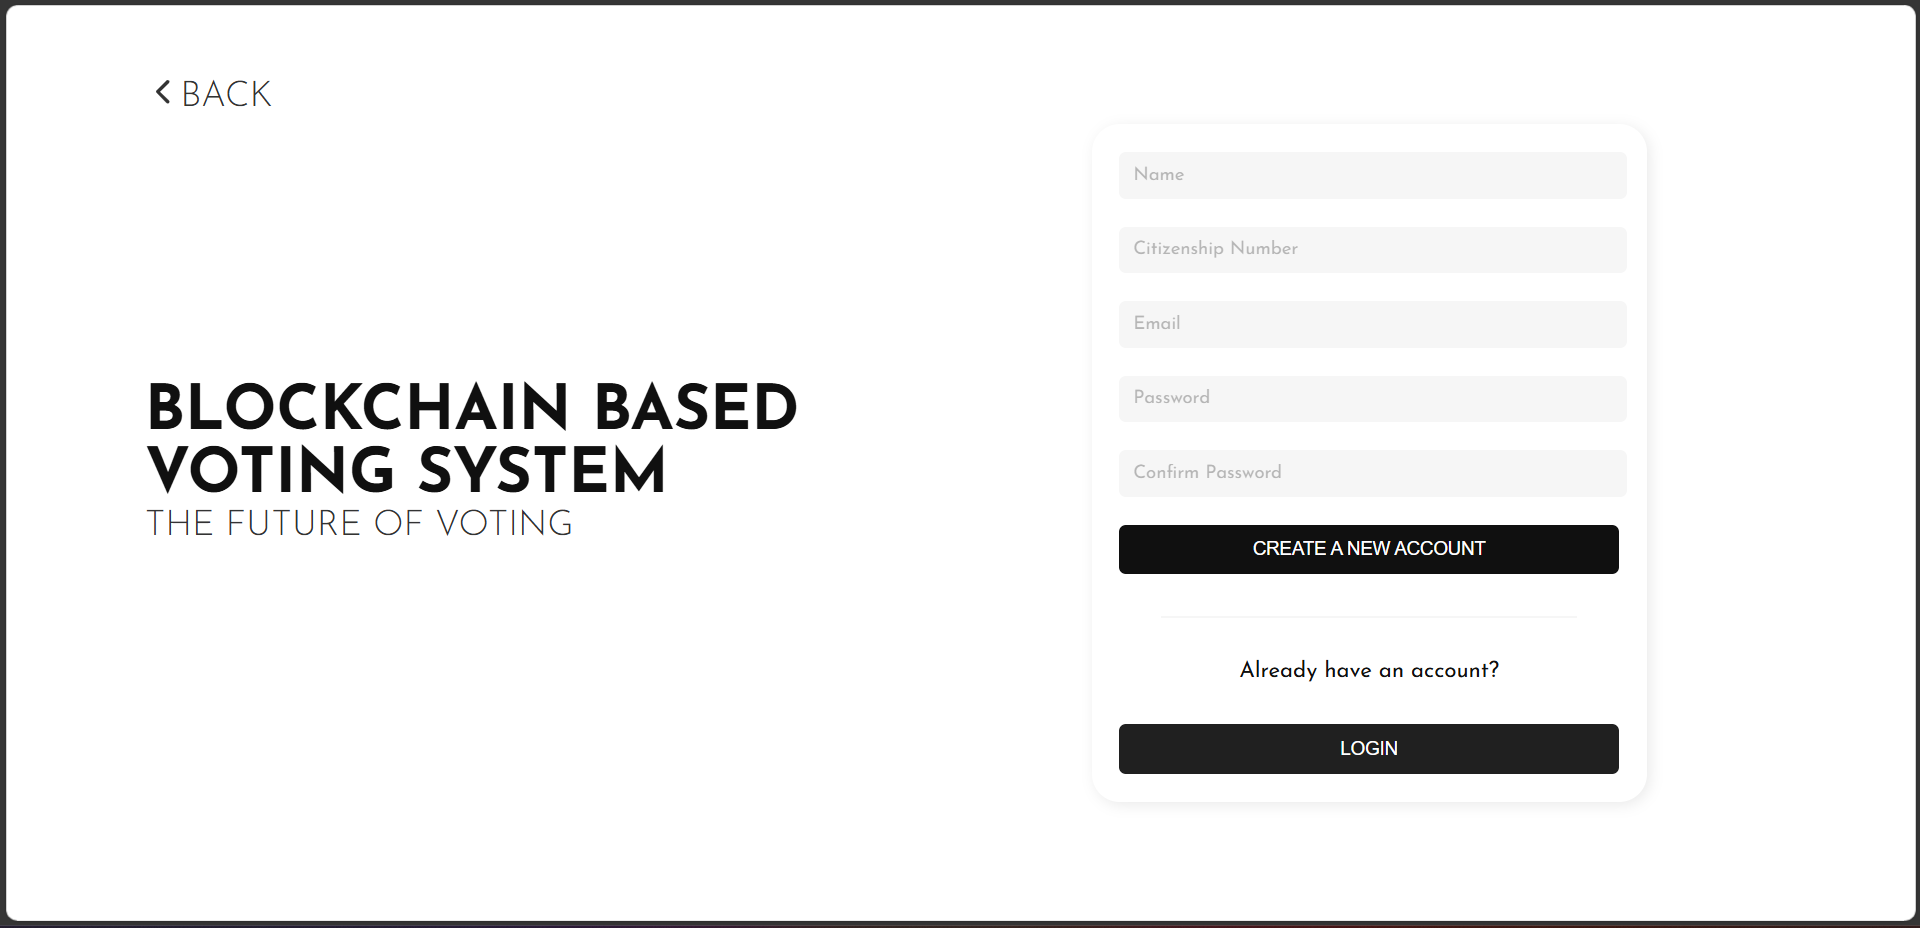 BACK
BLOCKCHAIN BASED
VOTING SYSTEM
THE FUTURE OF VOTING
Name
Citizenship Number
Email
Password
Confirm Password
CREATE A NEW ACCOUNT
Already have an account?
LOGIN